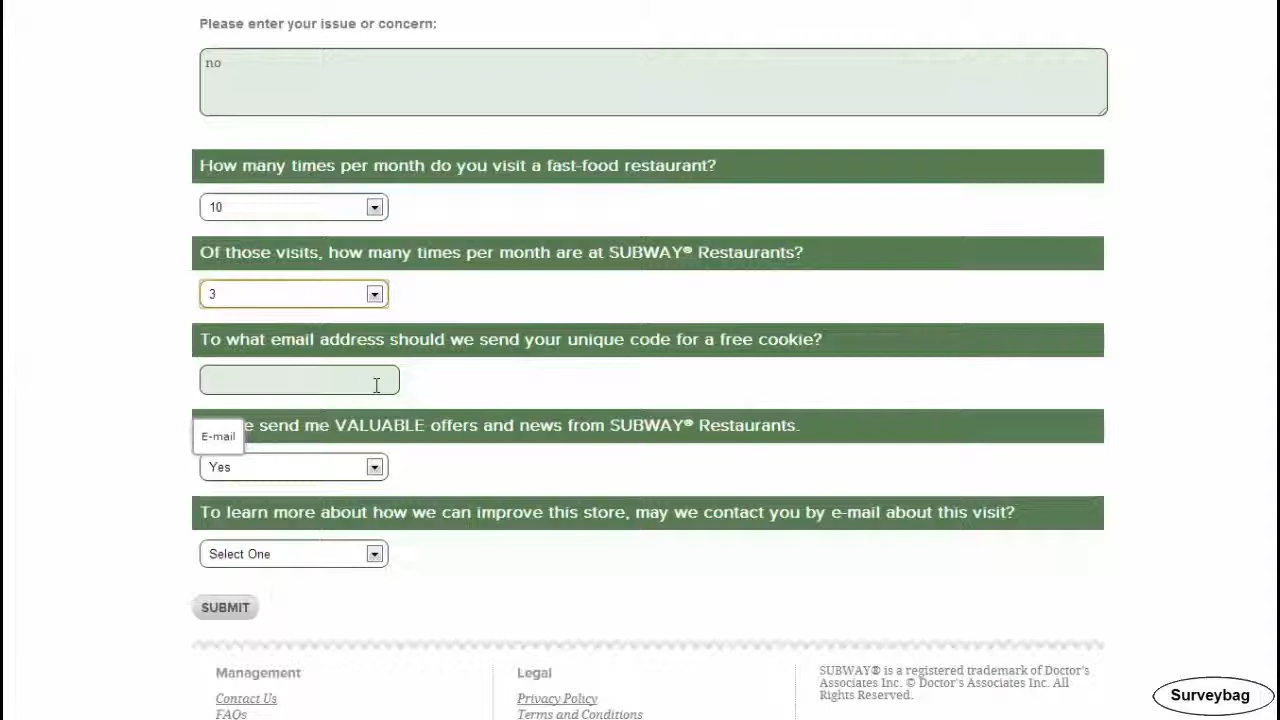 Please enter your issue or concern:
no
How many times per month do you visit a fast-food restaurant?
10
Of those visits, how many times per month are at SUBWAY® Restaurants?
3
To what email address should we send your unique code for a free cookie?
e send me VALUABLE offers and news from SUBWAY® Restaurants.
E-mail
Yes
To learn more about how we can improve this store, may we contact you by e-mail about this visit?
Select One
SUBMIT
Management
Contact Us
FAQs
Legal
Privacy Policy
Terms and Conditions
SUBWAY® is a registered trademark of Doctor's
Associates Inc. © Doctor's Associates Inc. All
Rights Reserved.
Surveybag